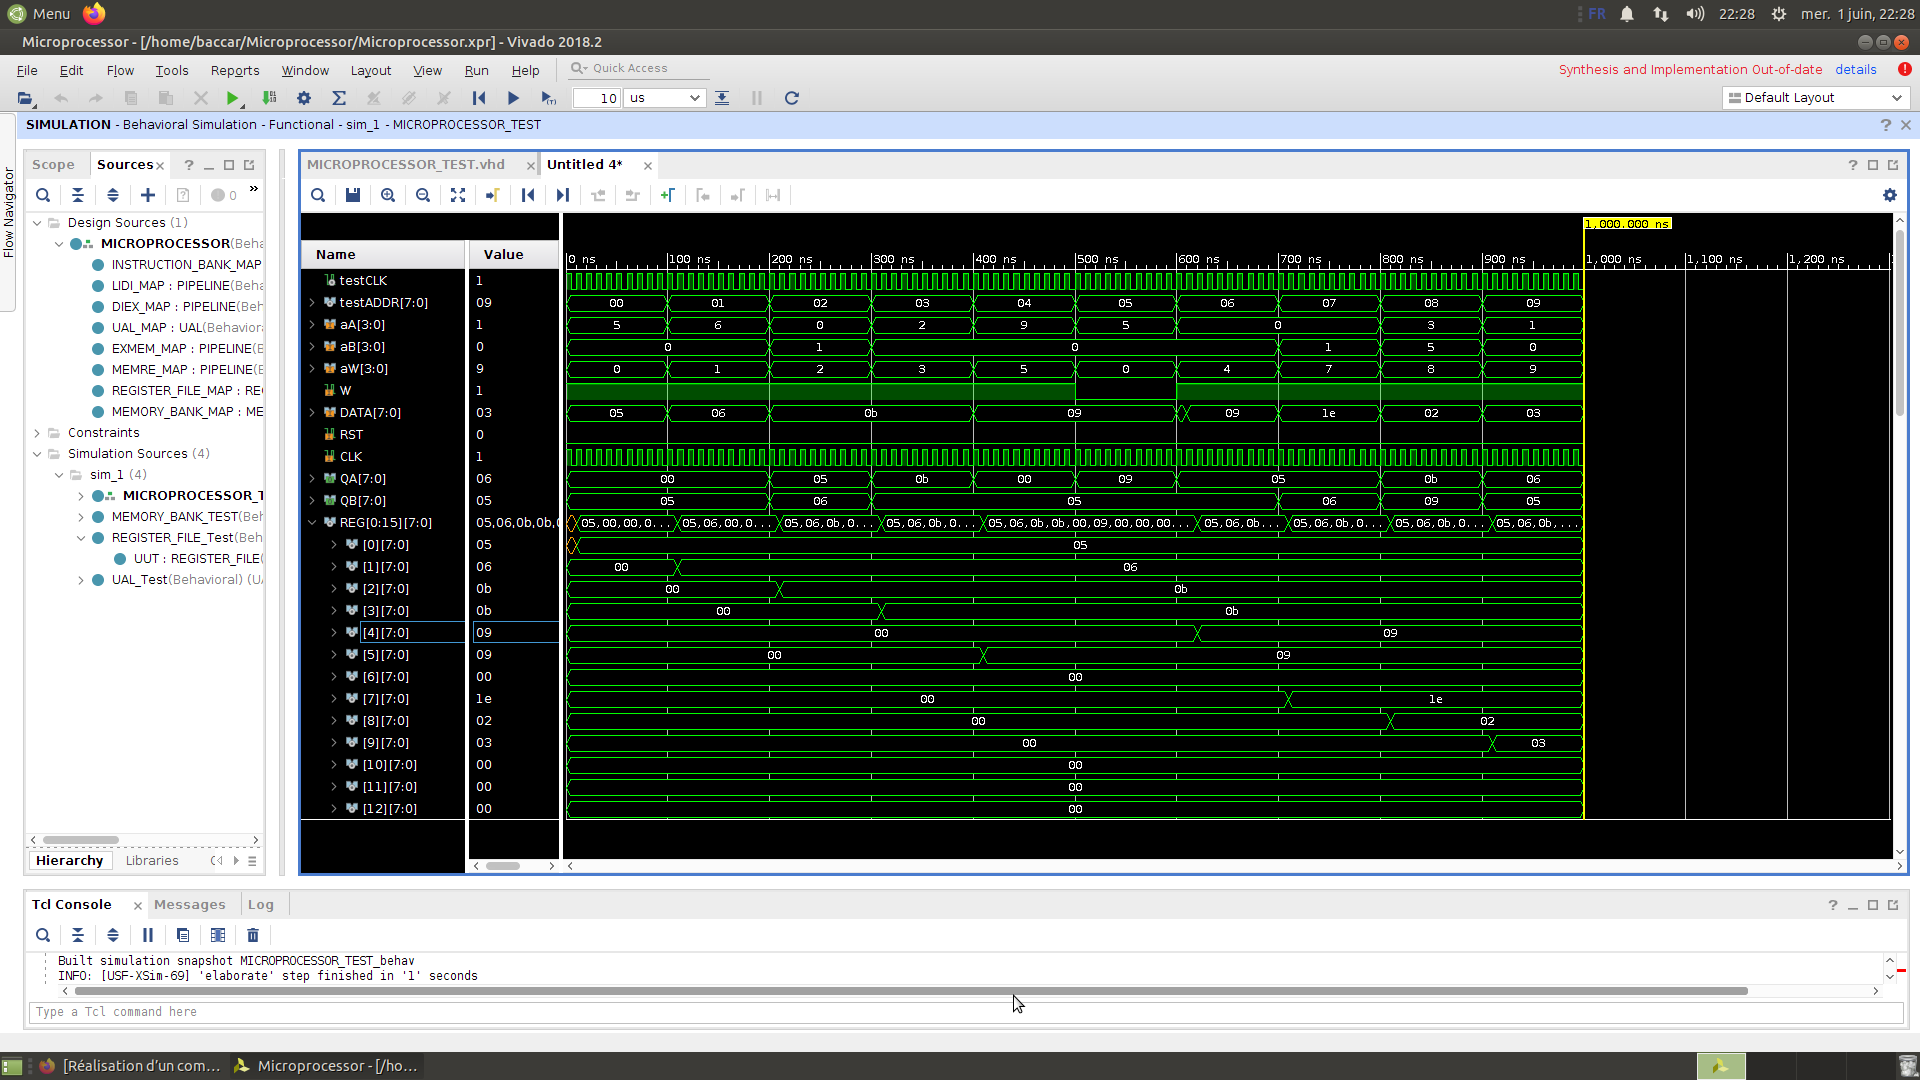 Menu
FR 22:28 mer. 1 juin, 22:28
Microprocessor - [/home/baccar/Microprocessor/Microprocessor.xpr] - Vivado 2018.2
File Edit Flow Tools Reports Window Layout View Run Help Quick Access
Synthesis and Implementation Out-of-date details
10 us Default Layout
SIMULATION - Behavioral Simulation - Functional - sim_1 - MICROPROCESSOR_TEST
Flow Navigator
Scope Sources
0
Design Sources (1)
MICROPROCESSOR(Beha
INSTRUCTION_BANK_MAP
LIDI_MAP : PIPELINE(Beh
DIEX_MAP : PIPELINE(Beh
UAL_MAP : UAL(Behavior
EXMEM_MAP : PIPELINE(E
MEMRE_MAP : PIPELINE(E
REGISTER_FILE_MAP : RE
MEMORY_BANK_MAP : ME
Constraints
Simulation Sources (4)
sim_1 (4)
MICROPROCESSOR_T
MEMORY_BANK_TEST(Beh
REGISTER_FILE_Test(Beh
UUT : REGISTER_FILE(
UAL_Test(Behavioral) (U
Hierarchy Libraries
MICROPROCESSOR_TEST.vhd Untitled 4*
1,000.000 ns
Name Value
0 ns 100 ns 200 ns 300 ns 400 ns 500 ns 600 ns 700 ns 800 ns 900 ns 1,000 ns 1,100 ns 1,200 ns
testCLK 1
testADDR[7:0] 09 00 01 02 03 04 05 06 07 08 09
aA[3:0] 1 5 6 0 2 9 5 0 3 1
aB[3:0] 0 0 1 0 1 5 0
aW[3:0] 9 0 1 2 3 5 0 4 7 8 9
W 1
DATA[7:0] 03 05 06 0b 09 09 1e 02 03
RST 0
CLK 1
QA[7:0] 06 00 05 0b 00 09 05 0b 06
QB[7:0] 05 05 06 05 06 09 05
REG[0:15][7:0] 05,06,0b,0b,0 05,00,00,0... 05,06,00,0... 05,06,0b,0... 05,06,0b,0... 05,06,0b,0b,00,09,00,00,00... 05,06,0b,... 05,06,0b,0... 05,06,0b,... 05,06,0b,...
[0][7:0] 05 05
[1][7:0] 06 00 06
[2][7:0] 0b 00 0b
[3][7:0] 0b 00 0b
[4][7:0] 09 00 09
[5][7:0] 09 00 09
[6][7:0] 00 00
[7][7:0] 1e 00 1e
[8][7:0] 02 00 02
[9][7:0] 03 00 03
[10][7:0] 00 00
[11][7:0] 00 00
[12][7:0] 00 00
Tcl Console Messages Log
Built simulation snapshot MICROPROCESSOR_TEST_behav
INFO: [USF-XSim-69] 'elaborate' step finished in '1' seconds
Type a Tcl command here
[Réalisation d'un com... Microprocessor - [/ho...